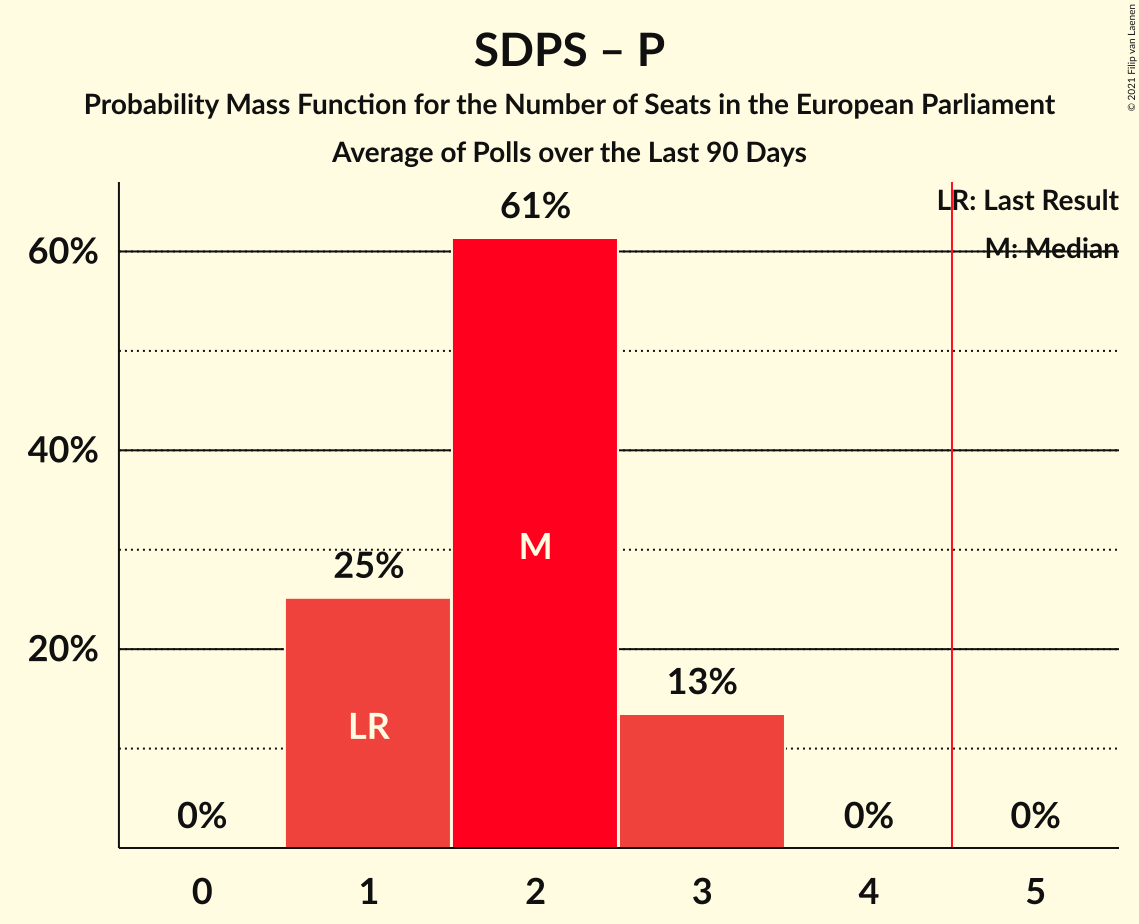 SDPS – P
Probability Mass Function for the Number of Seats in the European Parliament
Average of Polls over the Last 90 Days
© 2021 Filip van Laenen
LR: Last Result
M: Median
60%
40%
20%
0%
25%
61%
13%
0%
0%
LR
M
0 1 2 3 4 5